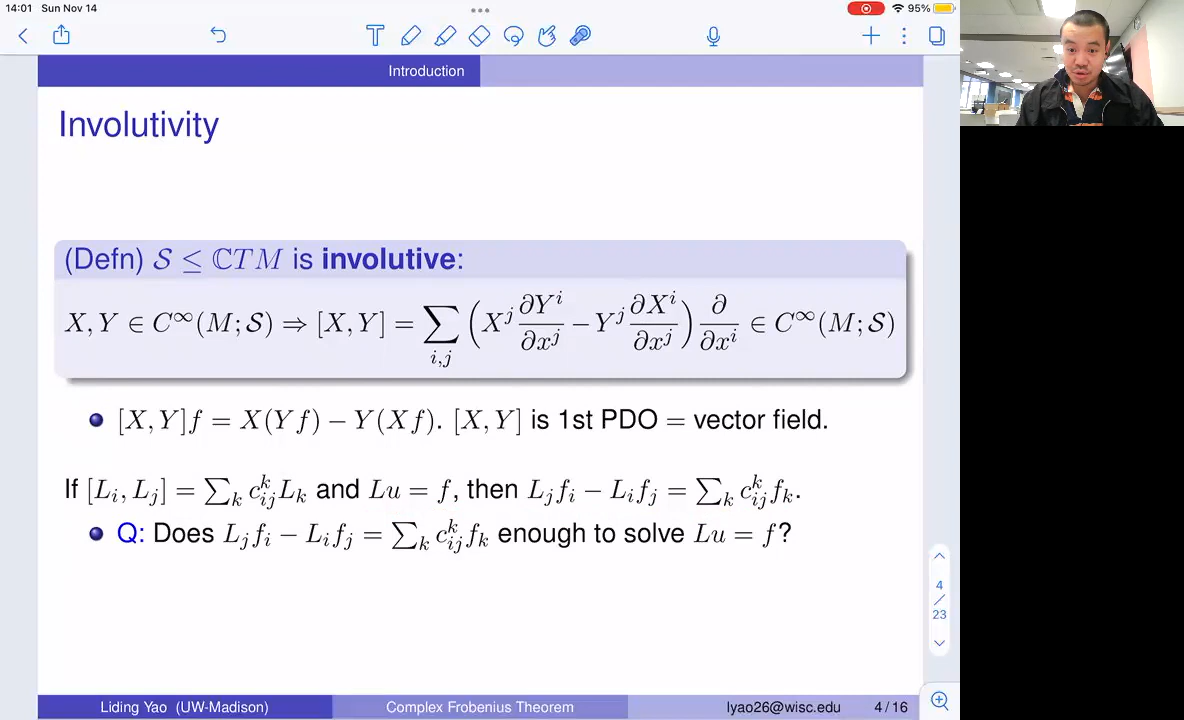 14:01 Sun Nov 14
95%
Introduction
Involutivity
(Defn) 𝒮 ≤ ℂTM is involutive:
X, Y ∈ C^∞(M; 𝒮) ⇒ [X, Y] = ∑_{i,j} (X^j ∂Y^i/∂x^j − Y^j ∂X^i/∂x^j) ∂/∂x^i ∈ C^∞(M; 𝒮)
[X, Y]f = X(Yf) − Y(Xf). [X, Y] is 1st PDO = vector field.
If [L_i, L_j] = ∑_k c_{ij}^k L_k and Lu = f, then L_j f_i − L_i f_j = ∑_k c_{ij}^k f_k.
Q: Does L_j f_i − L_i f_j = ∑_k c_{ij}^k f_k enough to solve Lu = f?
4
/
23
Liding Yao (UW-Madison) Complex Frobenius Theorem lyao26@wisc.edu 4 / 16